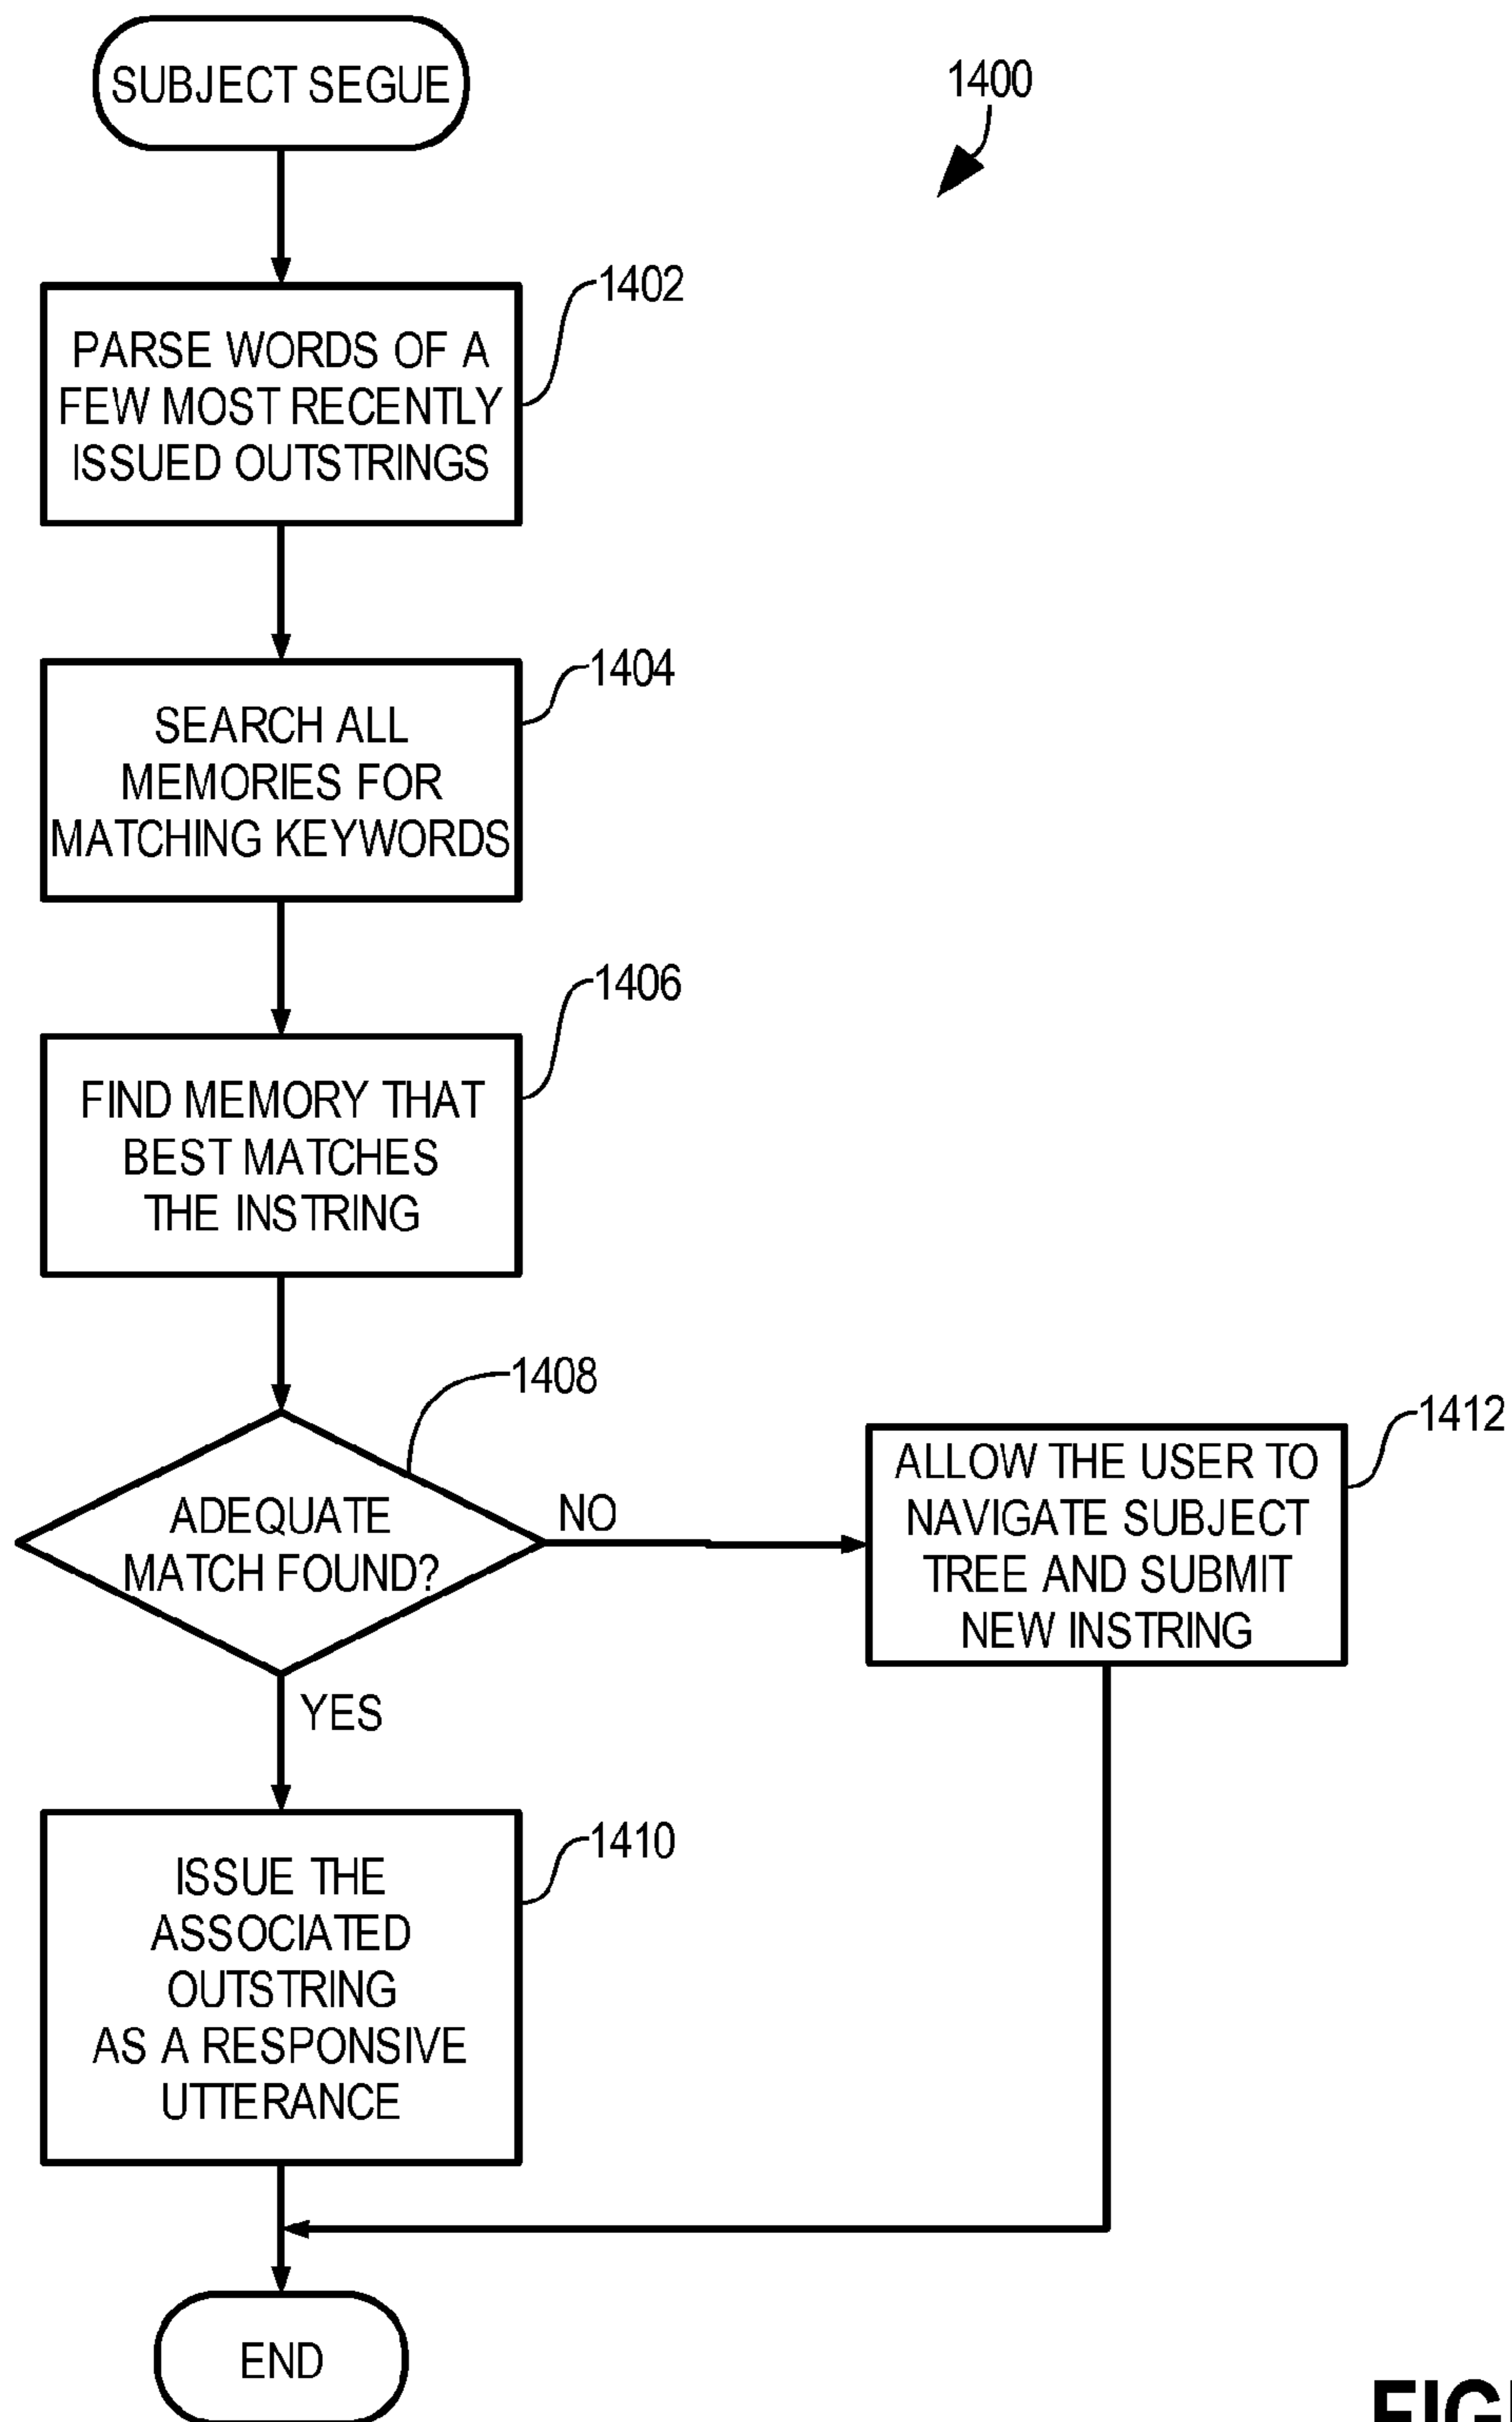 SUBJECT SEGUE
1400
1402
PARSE WORDS OF A
FEW MOST RECENTLY
ISSUED OUTSTRINGS
1404
SEARCH ALL
MEMORIES FOR
MATCHING KEYWORDS
1406
FIND MEMORY THAT
BEST MATCHES
THE INSTRING
1408
ADEQUATE
MATCH FOUND?
NO
YES
1412
ALLOW THE USER TO
NAVIGATE SUBJECT
TREE AND SUBMIT
NEW INSTRING
1410
ISSUE THE
ASSOCIATED
OUTSTRING
AS A RESPONSIVE
UTTERANCE
END